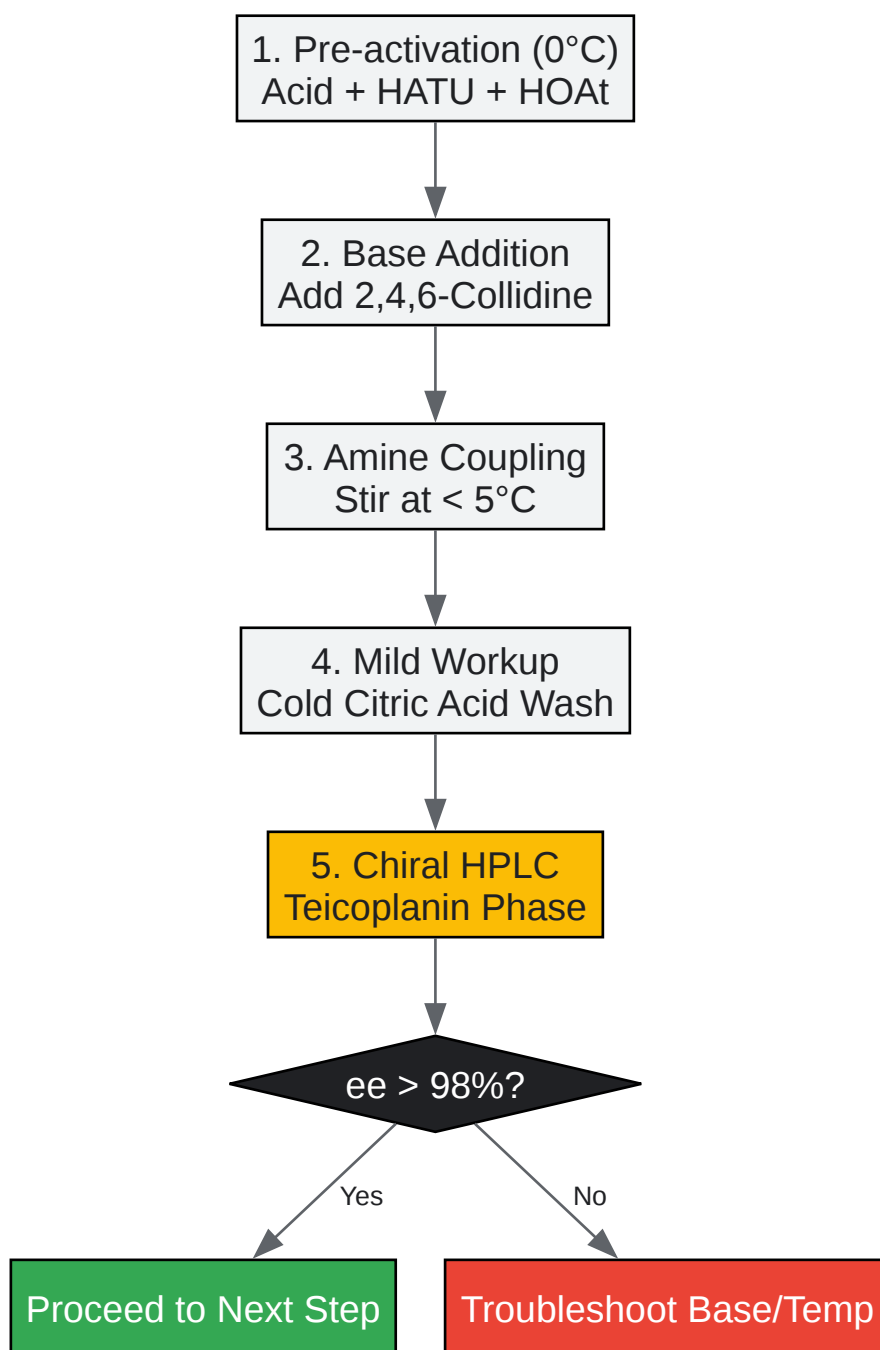 1. Pre-activation (0°C)
Acid + HATU + HOAt
2. Base Addition
Add 2,4,6-Collidine
3. Amine Coupling
Stir at < 5°C
4. Mild Workup
Cold Citric Acid Wash
5. Chiral HPLC
Teicoplanin Phase
ee > 98%?
Yes
No
Proceed to Next Step
Troubleshoot Base/Temp